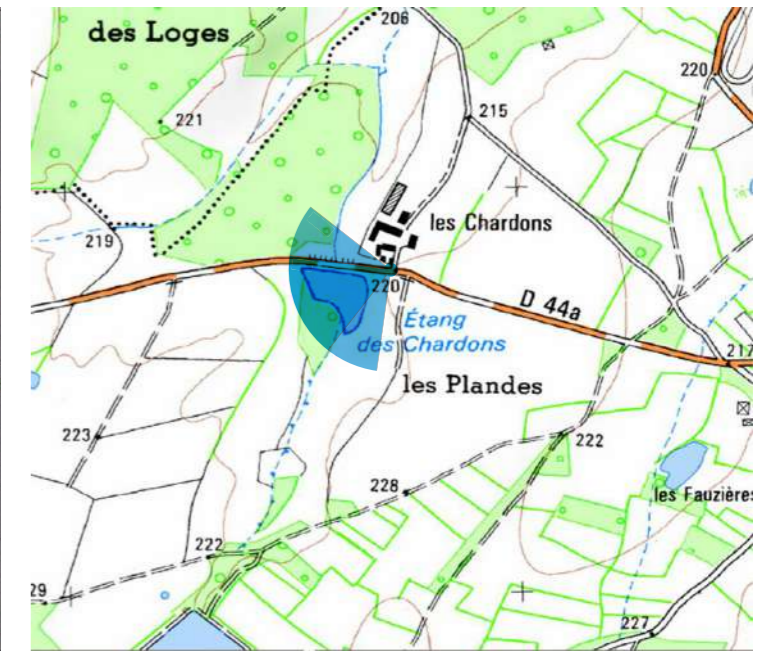 206
des Loges
220
215
221
les Chardons
219
220
D 44a
Étang
des Chardons
217
les Plandes
223
222
228
les Fauzières
222
29
227